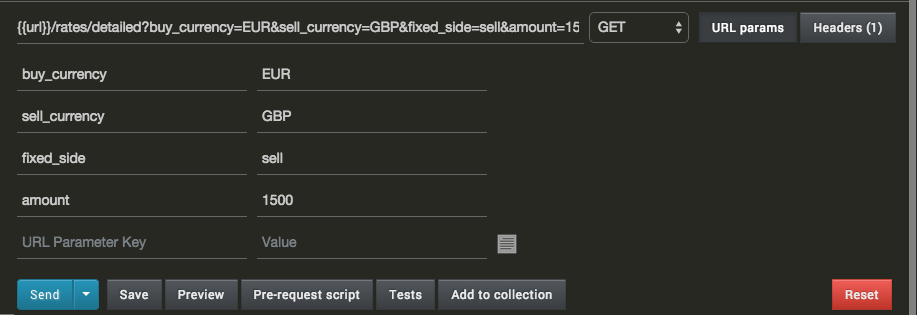 {{url}}/rates/detailed?buy_currency=EUR&sell_currency=GBP&fixed_side=sell&amount=15 GET URL params Headers (1)
buy_currency EUR
sell_currency GBP
fixed_side sell
amount 1500
URL Parameter Key Value
Send Save Preview Pre-request script Tests Add to collection Reset